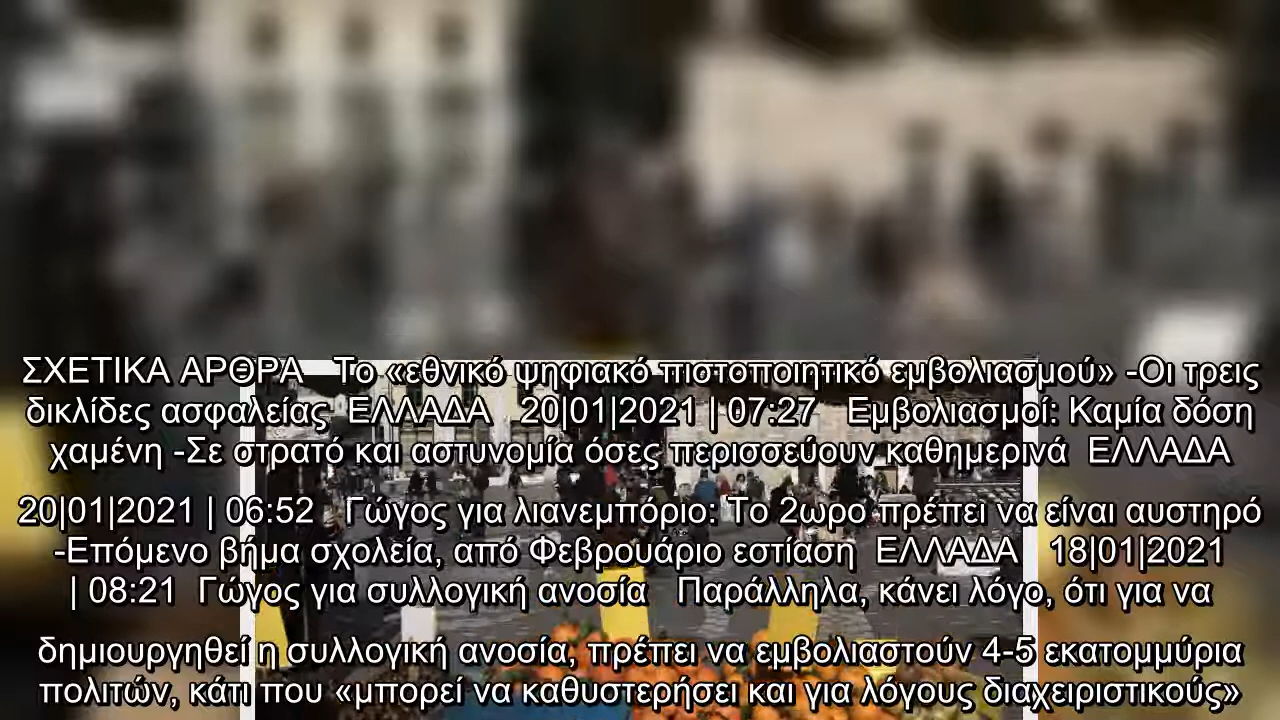 ΣΧΕΤΙΚΑ ΑΡΘΡΑ Το «εθνικό ψηφιακό πιστοποιητικό εμβολιασμού» -Οι τρεις
δικλίδες ασφαλείας ΕΛΛΑΔΑ 20|01|2021 | 07:27 Εμβολιασμοί: Καμία δόση
χαμένη -Σε στρατό και αστυνομία όσες περισσεύουν καθημερινά ΕΛΛΑΔΑ
20|01|2021 | 06:52 Γώγος για λιανεμπόριο: Το 2ωρο πρέπει να είναι αυστηρό
-Επόμενο βήμα σχολεία, από Φεβρουάριο εστίαση ΕΛΛΑΔΑ 18|01|2021
| 08:21 Γώγος για συλλογική ανοσία Παράλληλα, κάνει λόγο, ότι για να
δημιουργηθεί η συλλογική ανοσία, πρέπει να εμβολιαστούν 4-5 εκατομμύρια
πολιτών, κάτι που «μπορεί να καθυστερήσει και για λόγους διαχειριστικούς»